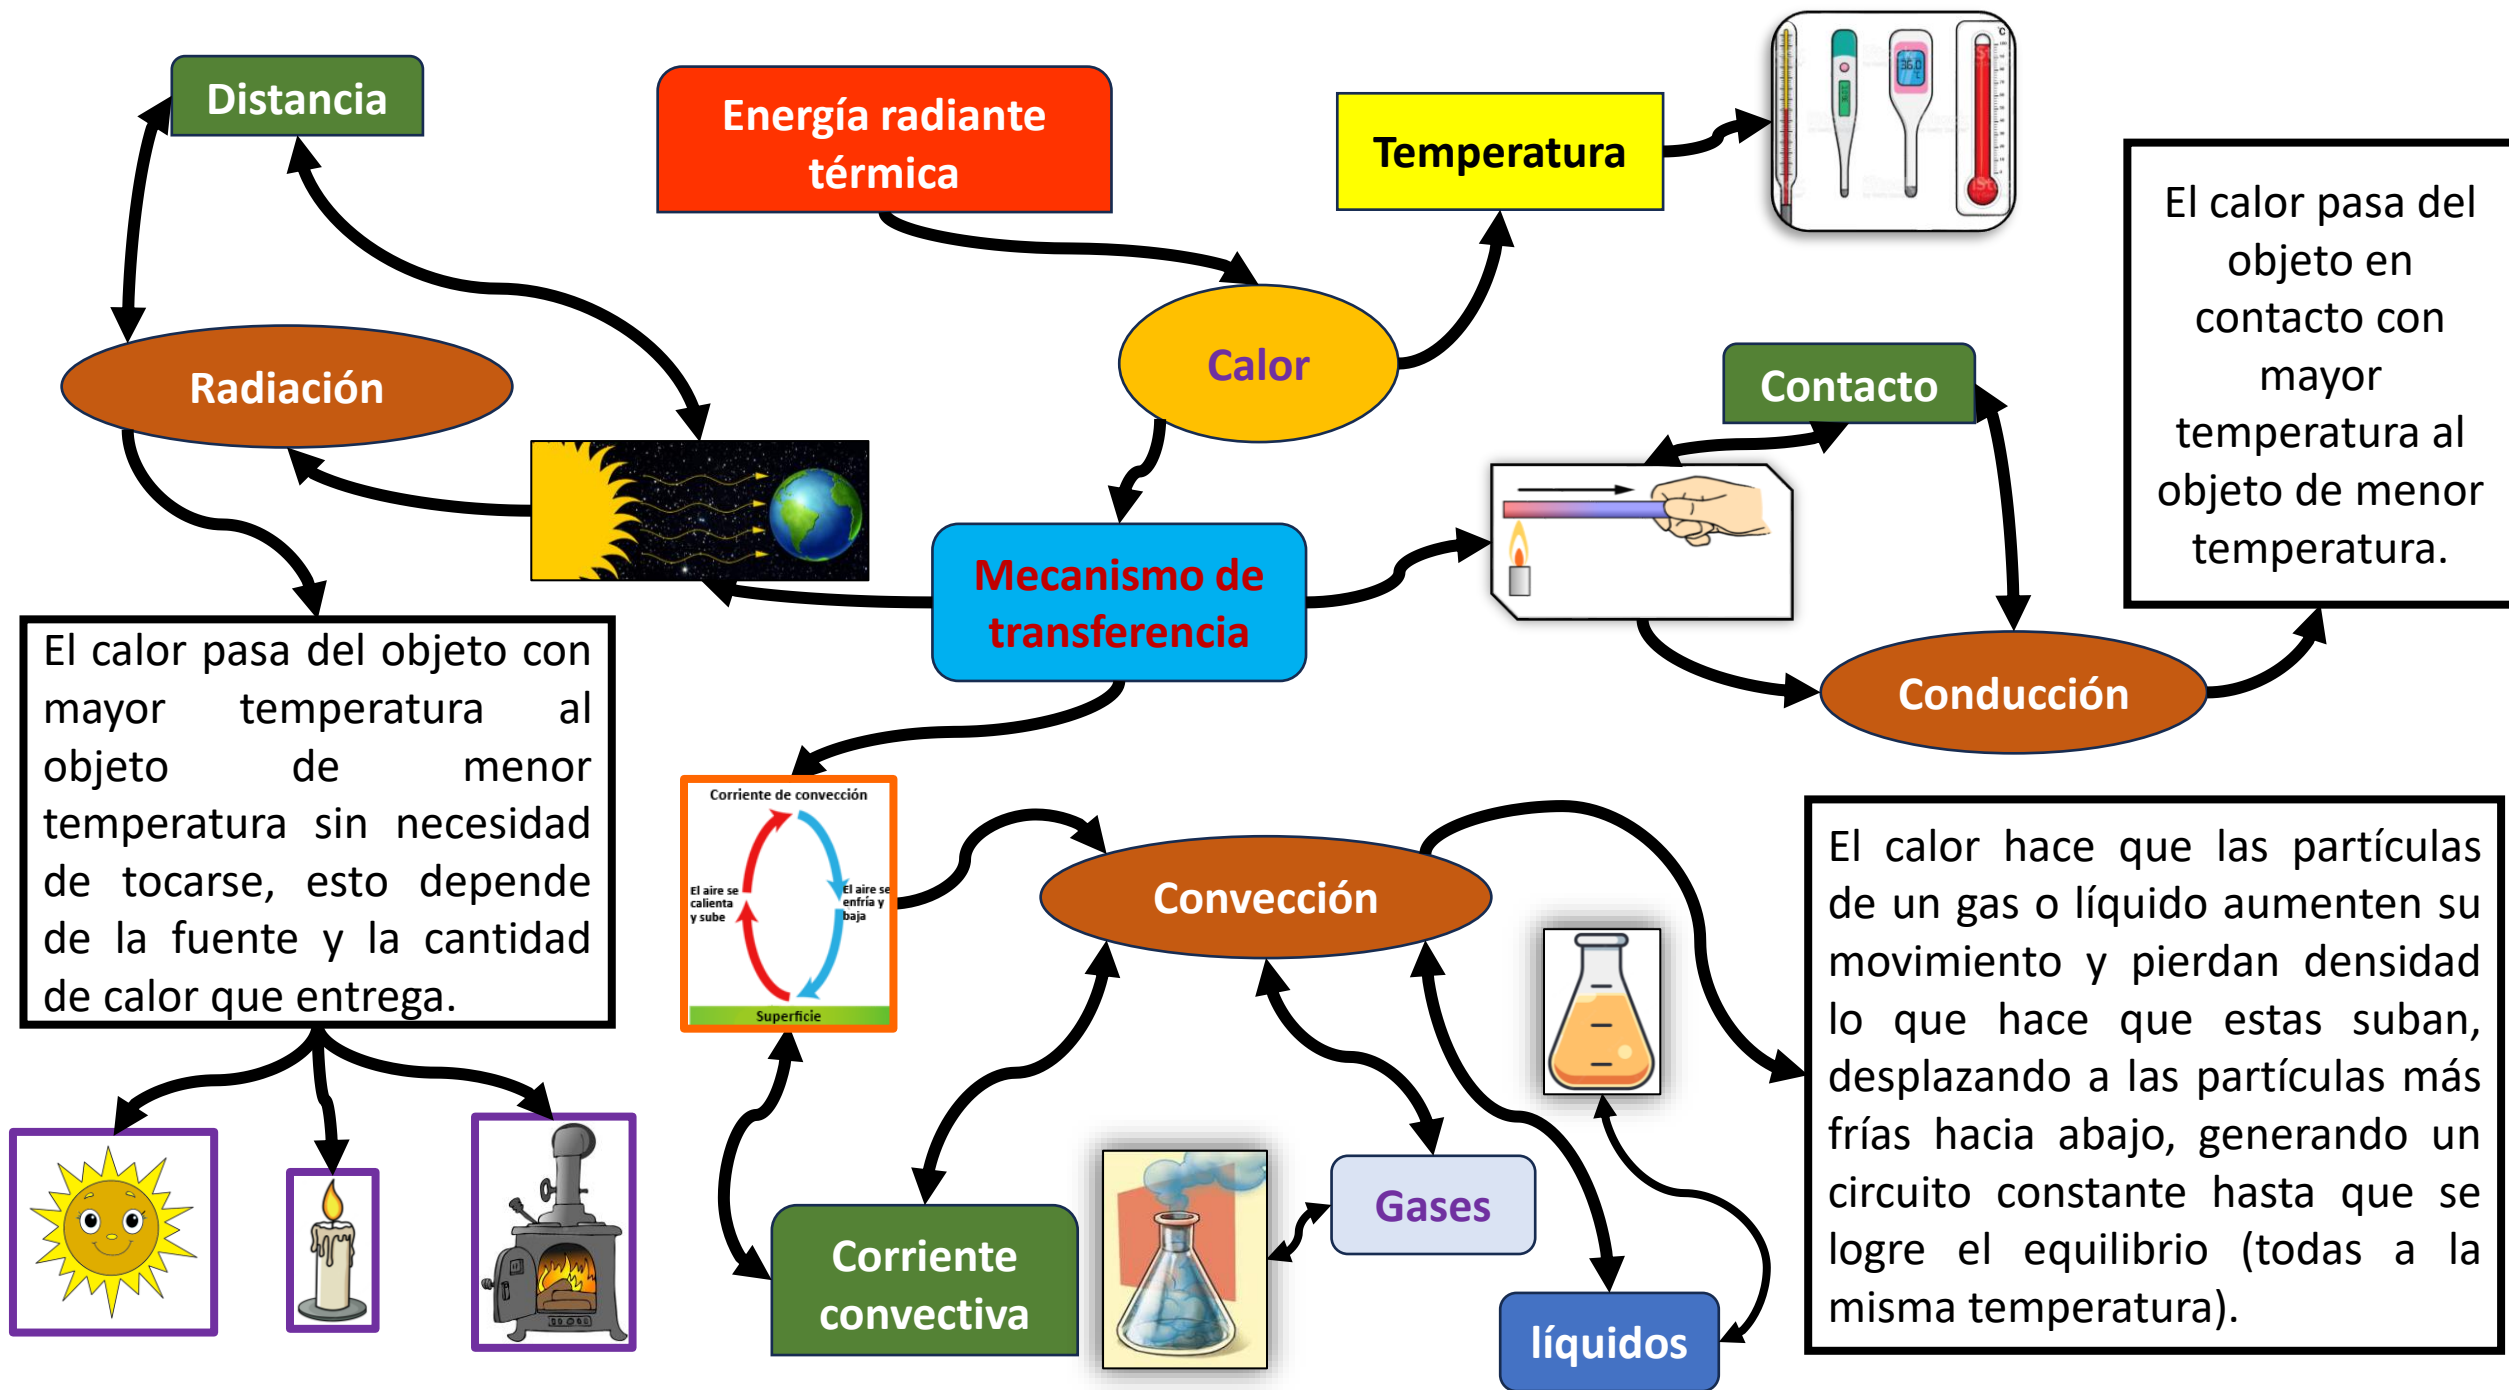 Distancia
Energía radiante
térmica
Temperatura
36.0
°C
El calor pasa del
objeto en
contacto con
mayor
temperatura al
objeto de menor
temperatura.
Radiación
Calor
Contacto
Mecanismo de
transferencia
Conducción
El calor pasa del objeto con
mayor temperatura al
objeto de menor
temperatura sin necesidad
de tocarse, esto depende
de la fuente y la cantidad
de calor que entrega.
Corriente de convección
El aire se
calienta
y sube
El aire se
enfría y
baja
Superficie
Convección
El calor hace que las partículas
de un gas o líquido aumenten su
movimiento y pierdan densidad
lo que hace que estas suban,
desplazando a las partículas más
frías hacia abajo, generando un
circuito constante hasta que se
logre el equilibrio (todas a la
misma temperatura).
Corriente
convectiva
Gases
líquidos